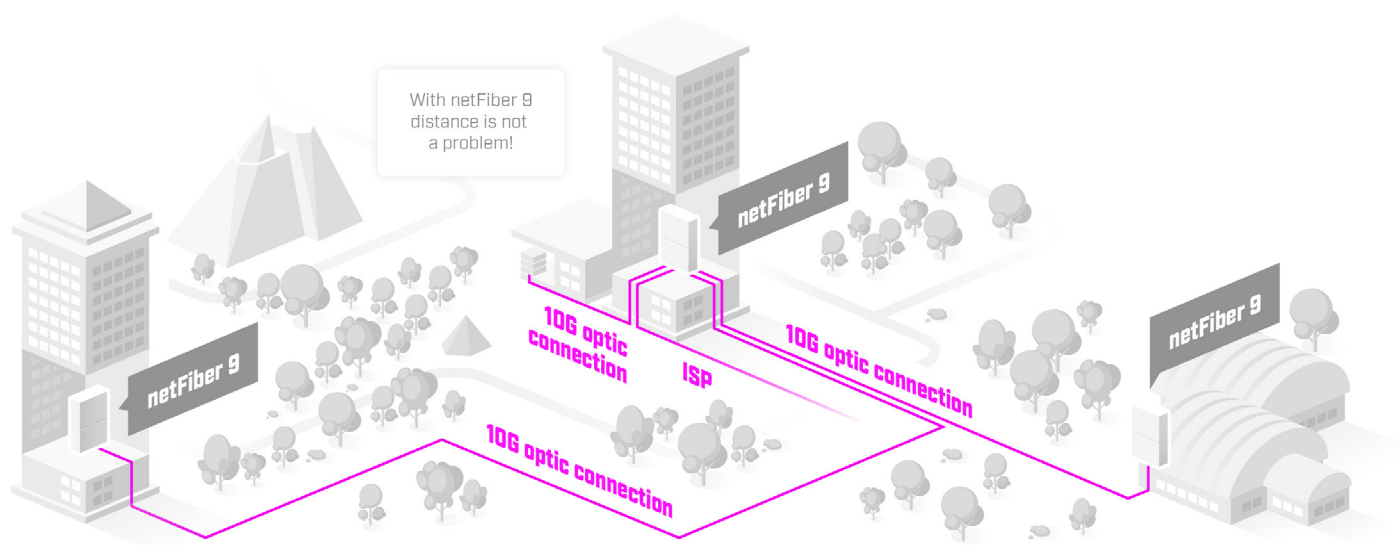 With netFiber 9
distance is not
a problem!
netFiber 9
netFiber 9
netFiber 9
10G optic
connection
ISP
10G optic connection
10G optic connection